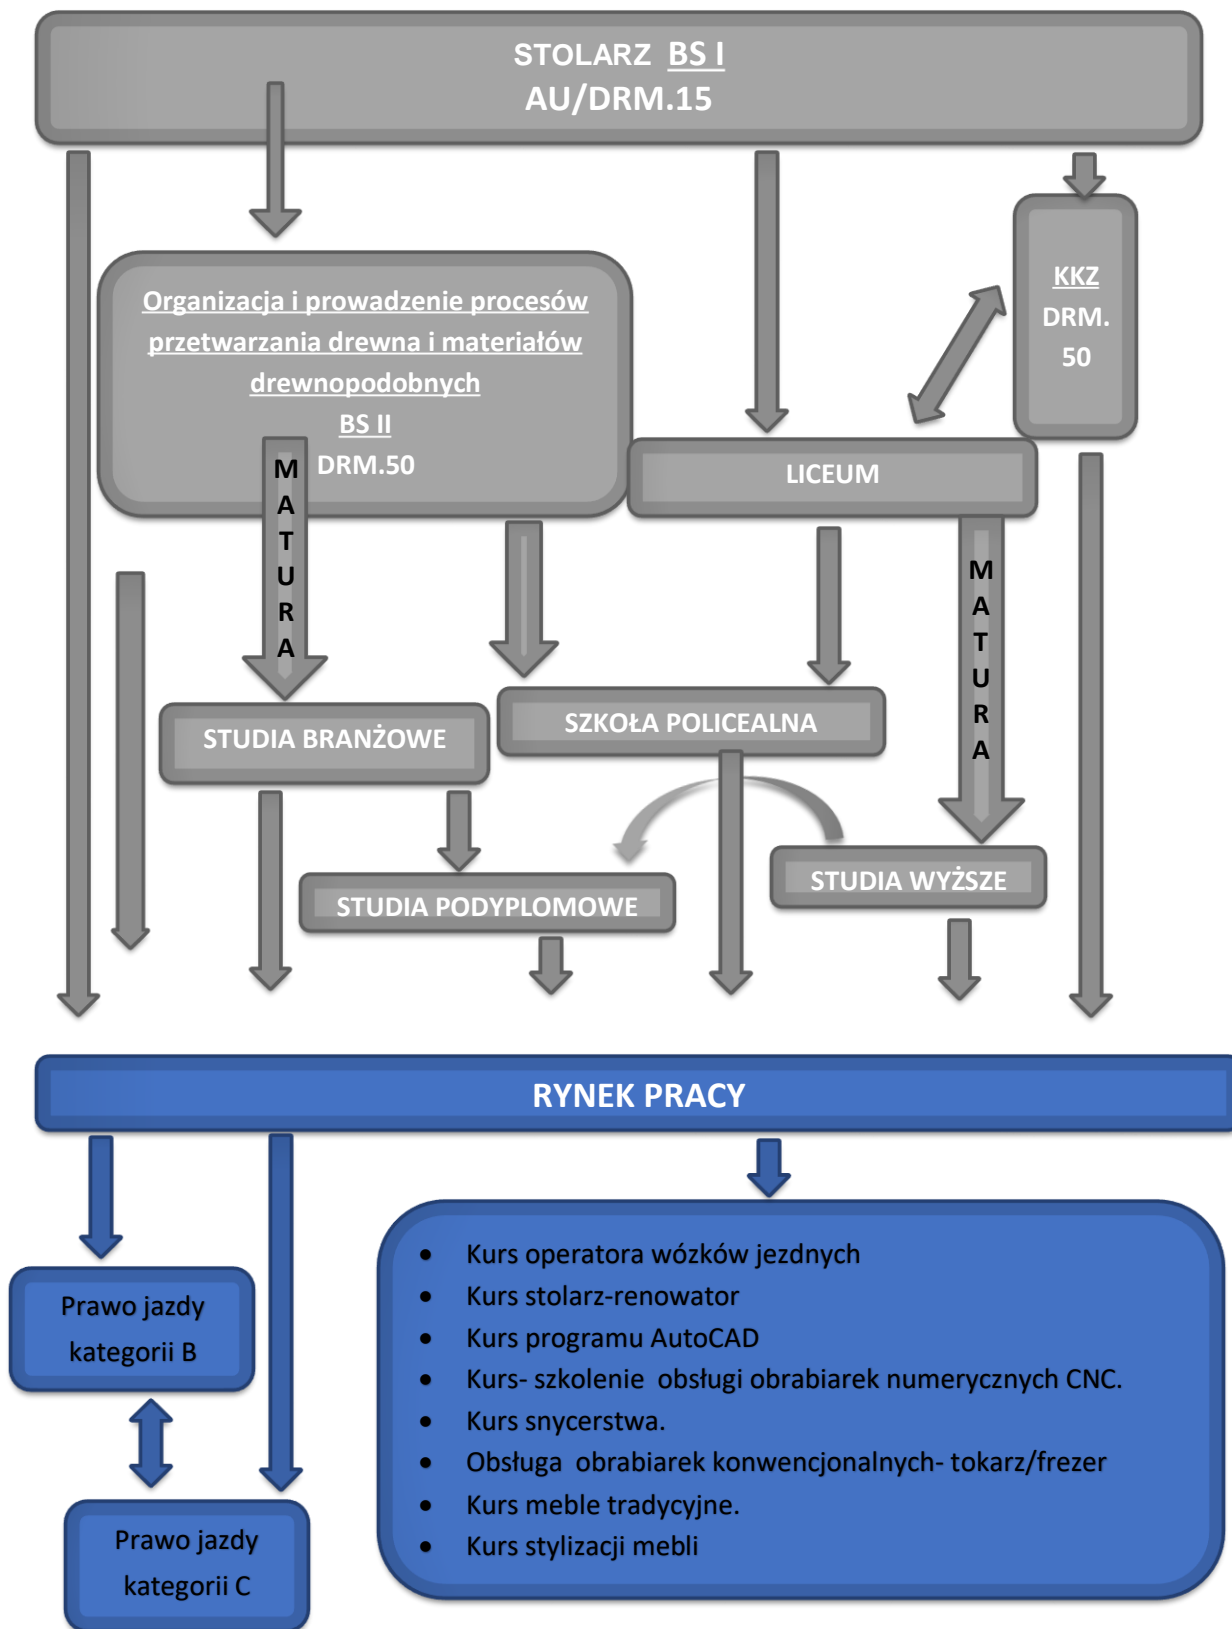 STOLARZ BS I
AU/DRM.15
KKZ
DRM.
50
Organizacja i prowadzenie procesów
przetwarzania drewna i materiałów
drewnopodobnych
BS II
DRM.50
LICEUM
M
A
T
U
R
A
M
A
T
U
R
A
STUDIA BRANŻOWE
SZKOŁA POLICEALNA
STUDIA PODYPLOMOWE
STUDIA WYŻSZE
RYNEK PRACY
Prawo jazdy
kategorii B
Prawo jazdy
kategorii C
• Kurs operatora wózków jezdnych
• Kurs stolarz-renowator
• Kurs programu AutoCAD
• Kurs- szkolenie obsługi obrabiarek numerycznych CNC.
• Kurs snycerstwa.
• Obsługa obrabiarek konwencjonalnych- tokarz/frezer
• Kurs meble tradycyjne.
• Kurs stylizacji mebli